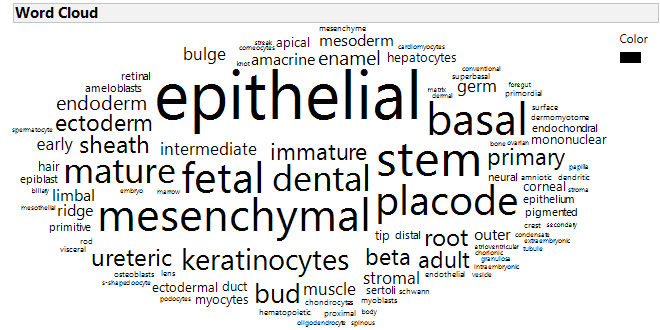 Word Cloud
Color
mesenchyme
streak apical mesoderm cardiomyocytes
bulge knot amacrine enamel hepatocytes
retinal conventional
ameloblasts superbasal
endoderm epithelial matrix germ foregut
dermal primordial
ectoderm basal surface
dermomyotome
spermatocyte endochondral
early sheath intermediate immature bone ovarian mononuclear
hair mature fetal dental stem primary papilla
epiblast neural amniotic dendritic
biliary embryo marrow corneal stroma
limbal placode epithelium
mesothelial ridge mesenchymal pigmented
primitive crest secondary
rod tip distal root outer condensate
visceral extraembryonic
atrioventricular tubule
ureteric keratinocytes beta adult chorionic
granulosa
osteoblasts lens stromal endothelial intraembryonic
vesicle
s-shaped oocyte
ectodermal duct bud muscle sertoli schwann
podocytes myocytes chondrocytes myoblasts
hematopoietic proximal body
oligodendrocyte spinous